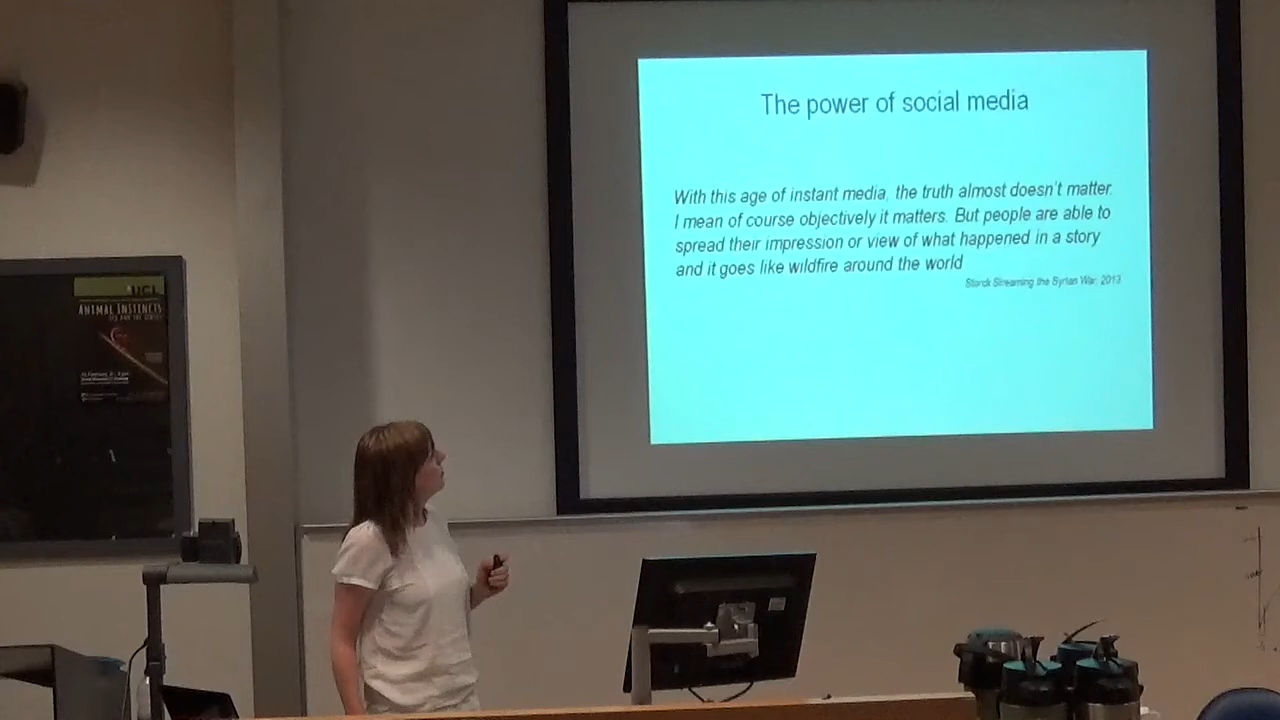 The power of social media
With this age of instant media, the truth almost doesn't matter.
I mean of course objectively it matters. But people are able to
spread their impression or view of what happened in a story
and it goes like wildfire around the world
Storck Streaming the Syrian War, 2013
UCL
ANIMAL INSTINCTS